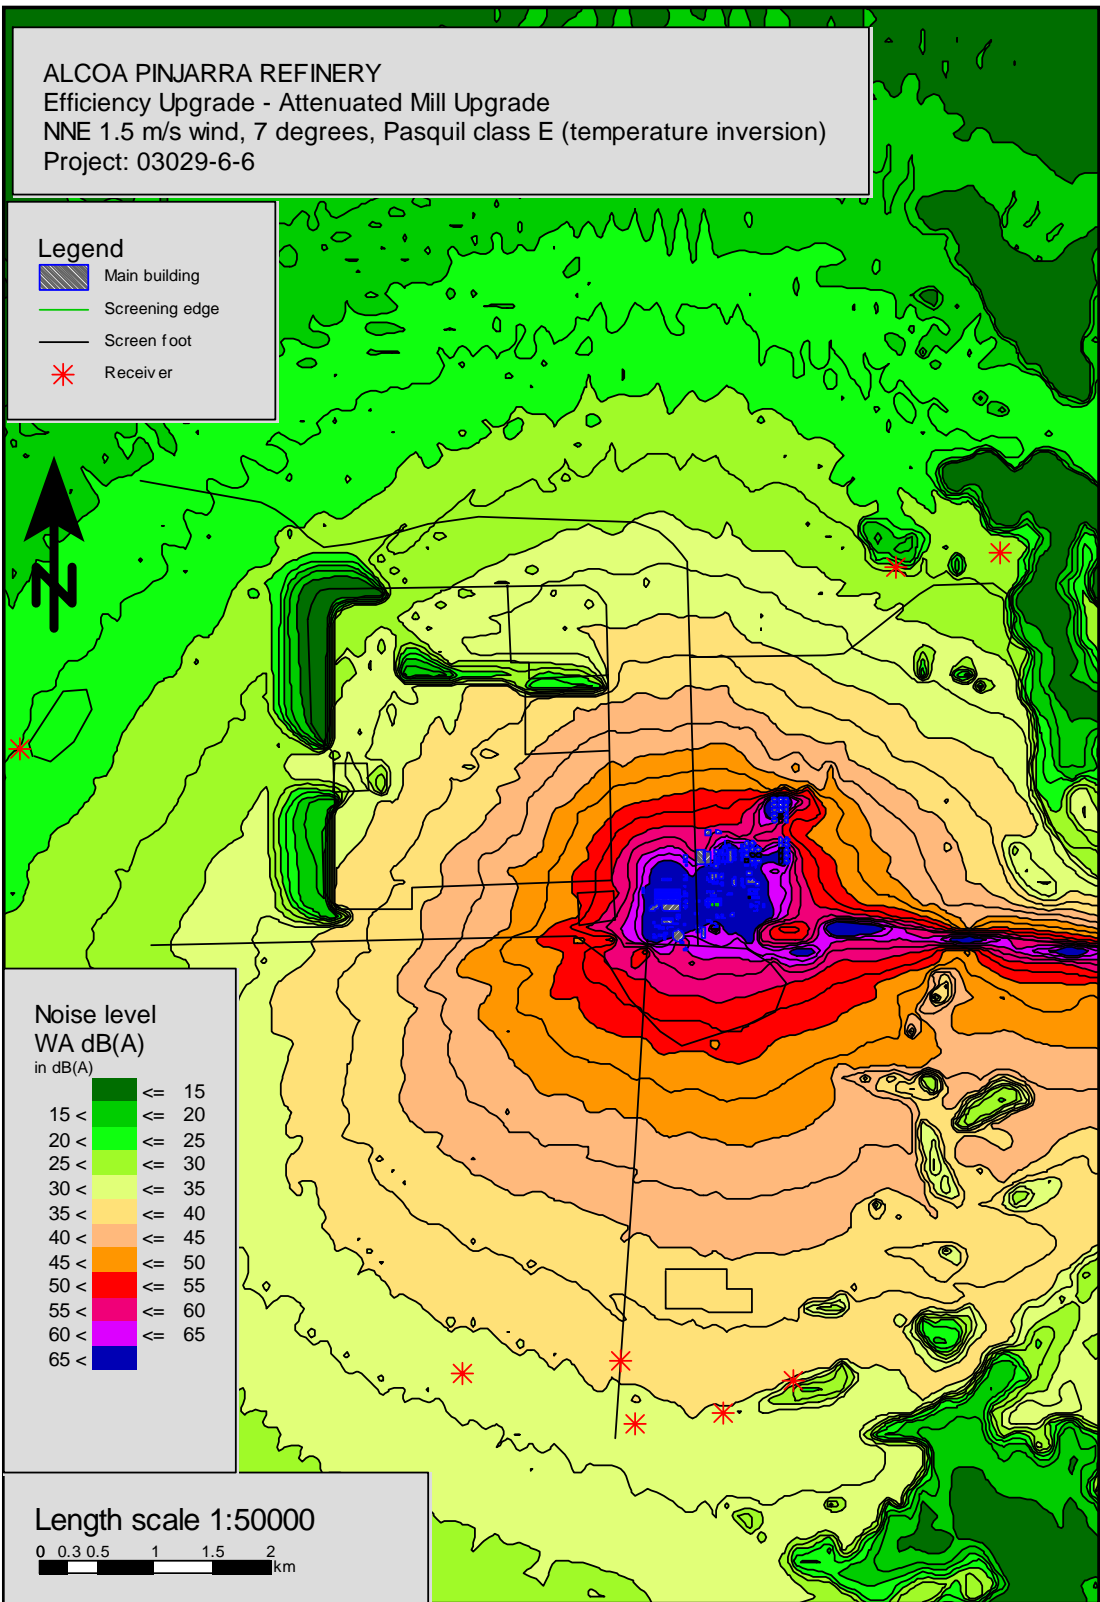 ALCOA PINJARRA REFINERY
Efficiency Upgrade - Attenuated Mill Upgrade
NNE 1.5 m/s wind, 7 degrees, Pasquil class E (temperature inversion)
Project: 03029-6-6
Legend
Main building
Screening edge
Screen foot
Receiver
N
Noise level
WA dB(A)
in dB(A)
<= 15
15 < <= 20
20 < <= 25
25 < <= 30
30 < <= 35
35 < <= 40
40 < <= 45
45 < <= 50
50 < <= 55
55 < <= 60
60 < <= 65
65 <
Length scale 1:50000
0 0.3 0.5 1 1.5 2
km